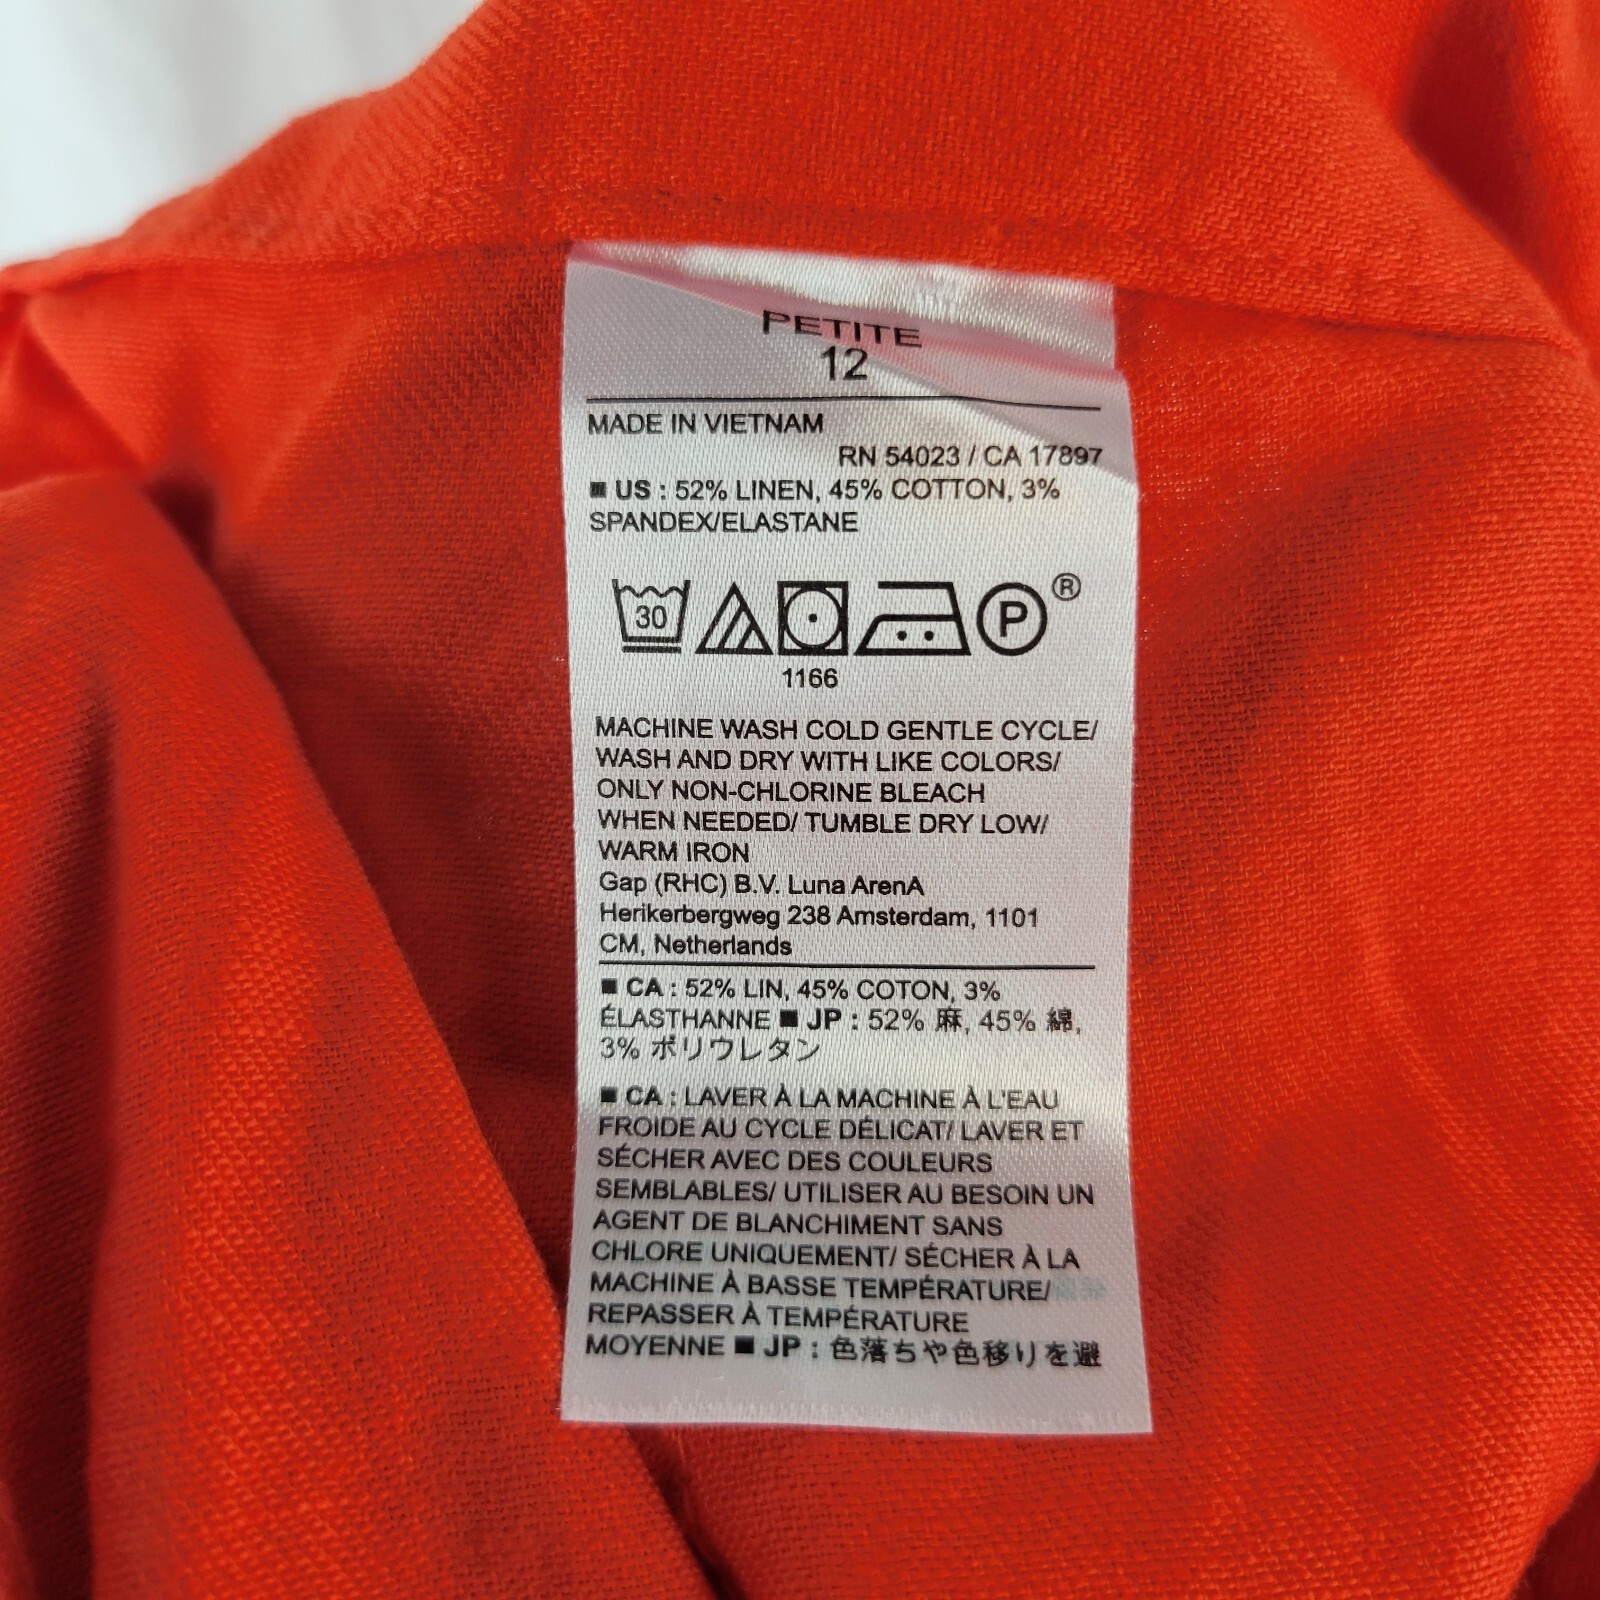 PETITE
12
MADE IN VIETNAM
RN 54023 / CA 17897
■ US : 52% LINEN, 45% COTTON, 3%
SPANDEX/ELASTANE
30 P ®
1166
MACHINE WASH COLD GENTLE CYCLE/
WASH AND DRY WITH LIKE COLORS/
ONLY NON-CHLORINE BLEACH
WHEN NEEDED/ TUMBLE DRY LOW/
WARM IRON
Gap (RHC) B.V. Luna ArenA
Herikerbergweg 238 Amsterdam, 1101
CM, Netherlands
■ CA : 52% LIN, 45% COTON, 3%
ÉLASTHANNE ■ JP : 52% 麻, 45% 綿,
3% ポリウレタン
■ CA : LAVER À LA MACHINE À L'EAU
FROIDE AU CYCLE DÉLICAT/ LAVER ET
SÉCHER AVEC DES COULEURS
SEMBLABLES/ UTILISER AU BESOIN UN
AGENT DE BLANCHIMENT SANS
CHLORE UNIQUEMENT/ SÉCHER À LA
MACHINE À BASSE TEMPÉRATURE/
REPASSER À TEMPÉRATURE
MOYENNE ■ JP : 色落ちや色移りを避